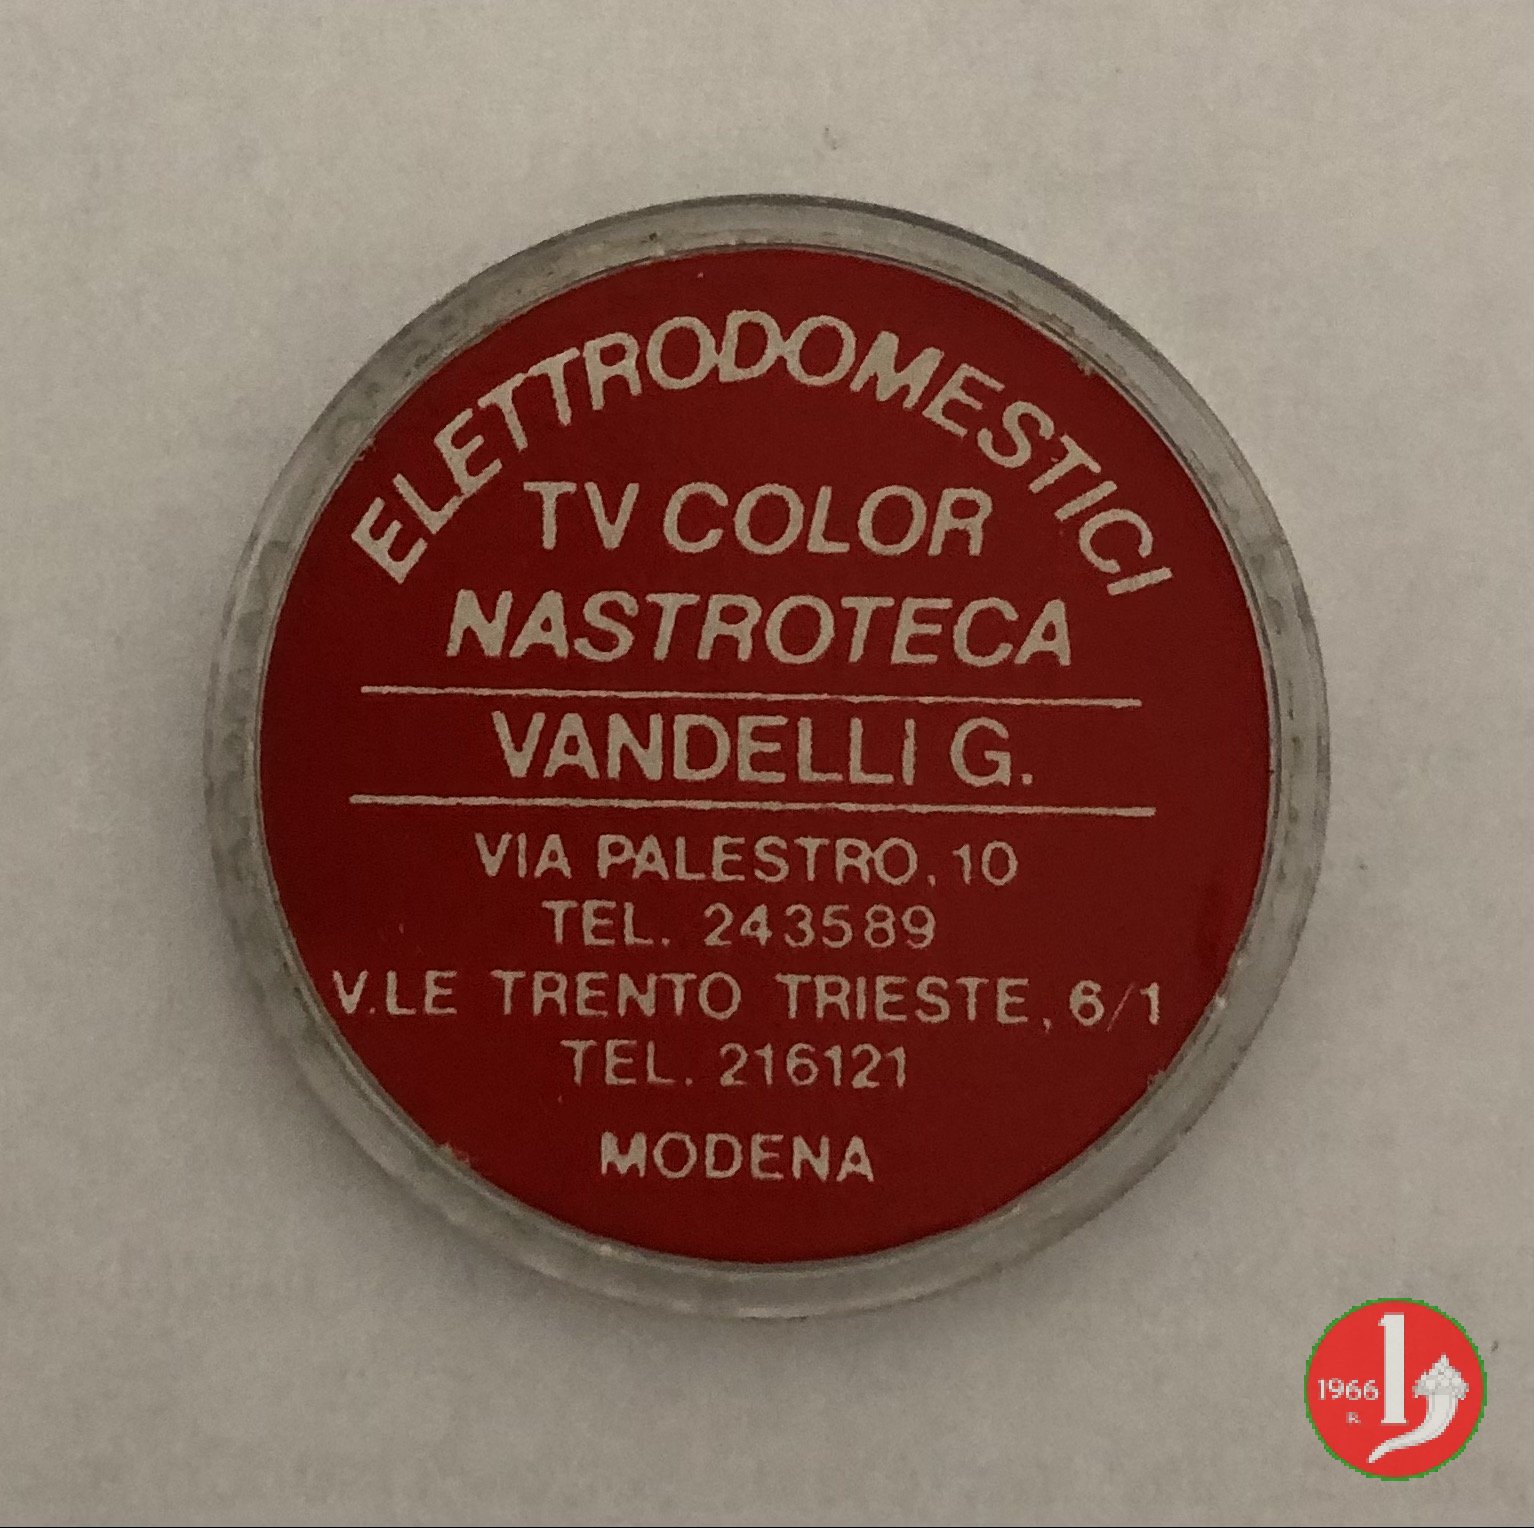 ELETTRODOMESTICI
TV COLOR
NASTROTECA
VANDELLI G.
VIA PALESTRO, 10
TEL. 243589
V.LE TRENTO TRIESTE, 6/1
TEL. 216121
MODENA
1966
R